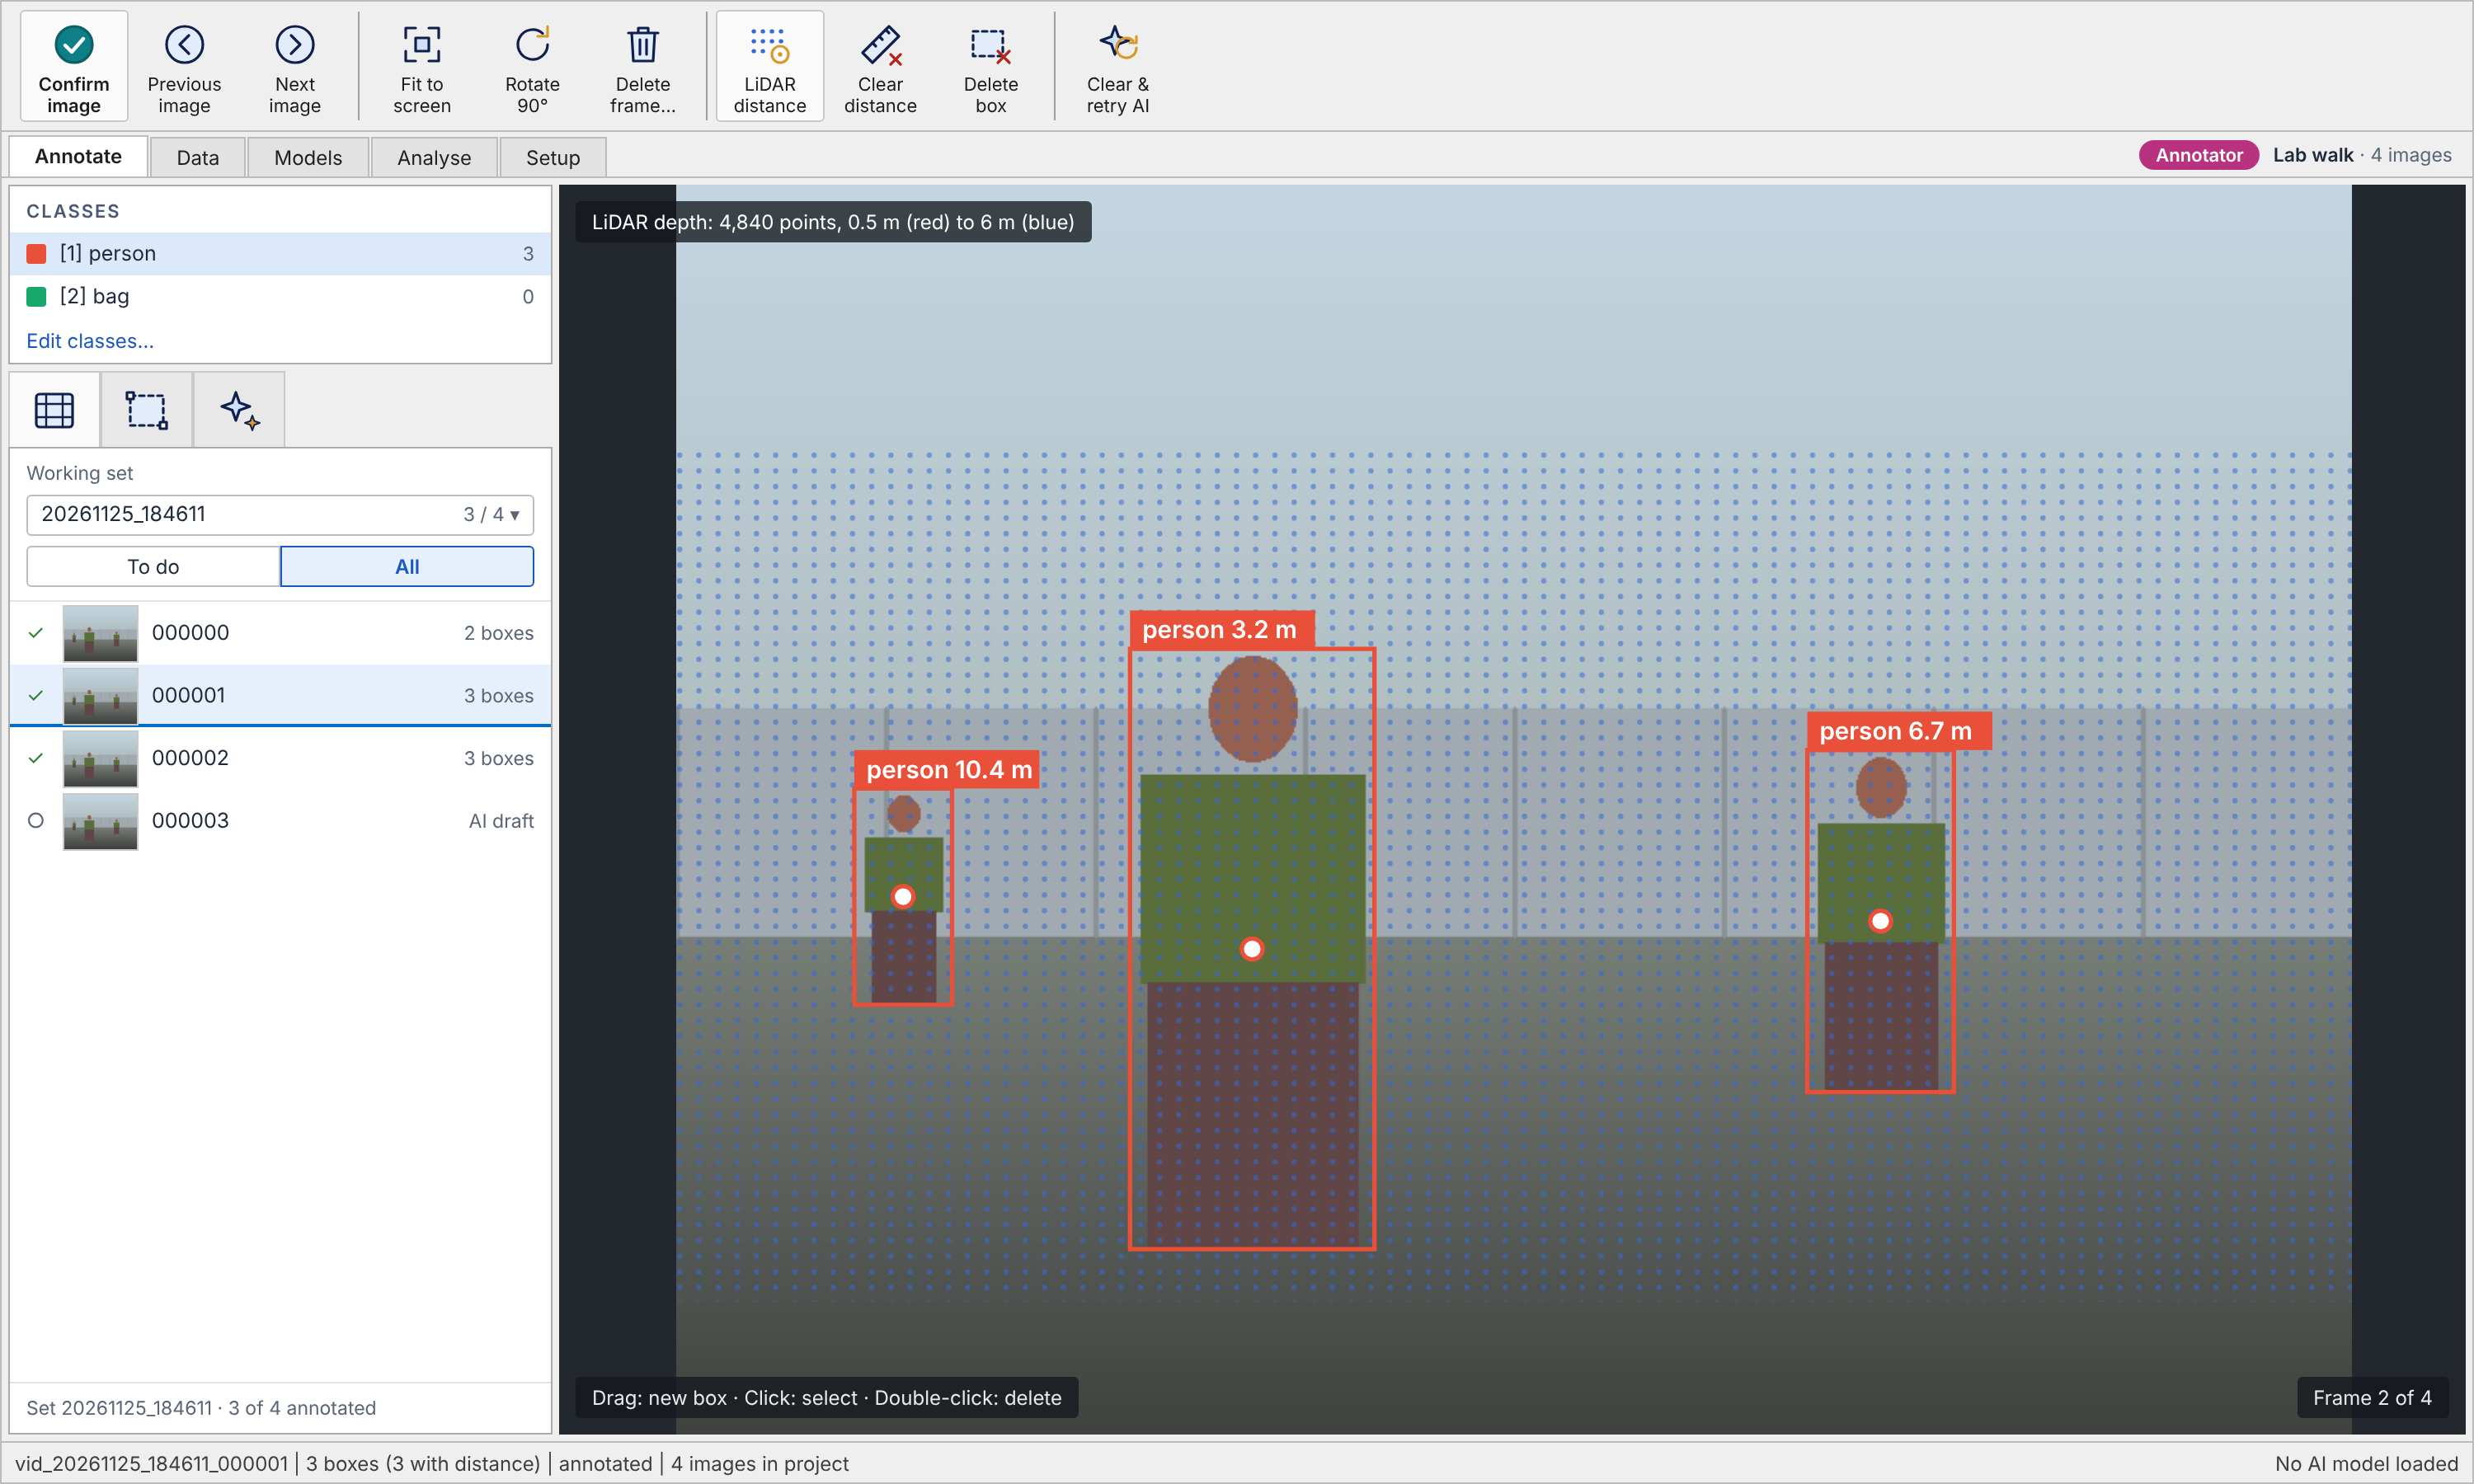 Confirm image
Previous image
Next image
Fit to screen
Rotate 90°
Delete frame...
LiDAR distance
Clear distance
Delete box
Clear & retry AI
Annotate
Data
Models
Analyse
Setup
Annotator
Lab walk · 4 images
CLASSES
[1] person 3
[2] bag 0
Edit classes...
Working set
20261125_184611 3 / 4 ▾
To do
All
000000 2 boxes
000001 3 boxes
000002 3 boxes
000003 AI draft
Set 20261125_184611 · 3 of 4 annotated
LiDAR depth: 4,840 points, 0.5 m (red) to 6 m (blue)
person 3.2 m
person 6.7 m
person 10.4 m
Drag: new box · Click: select · Double-click: delete
Frame 2 of 4
vid_20261125_184611_000001 | 3 boxes (3 with distance) | annotated | 4 images in project
No AI model loaded